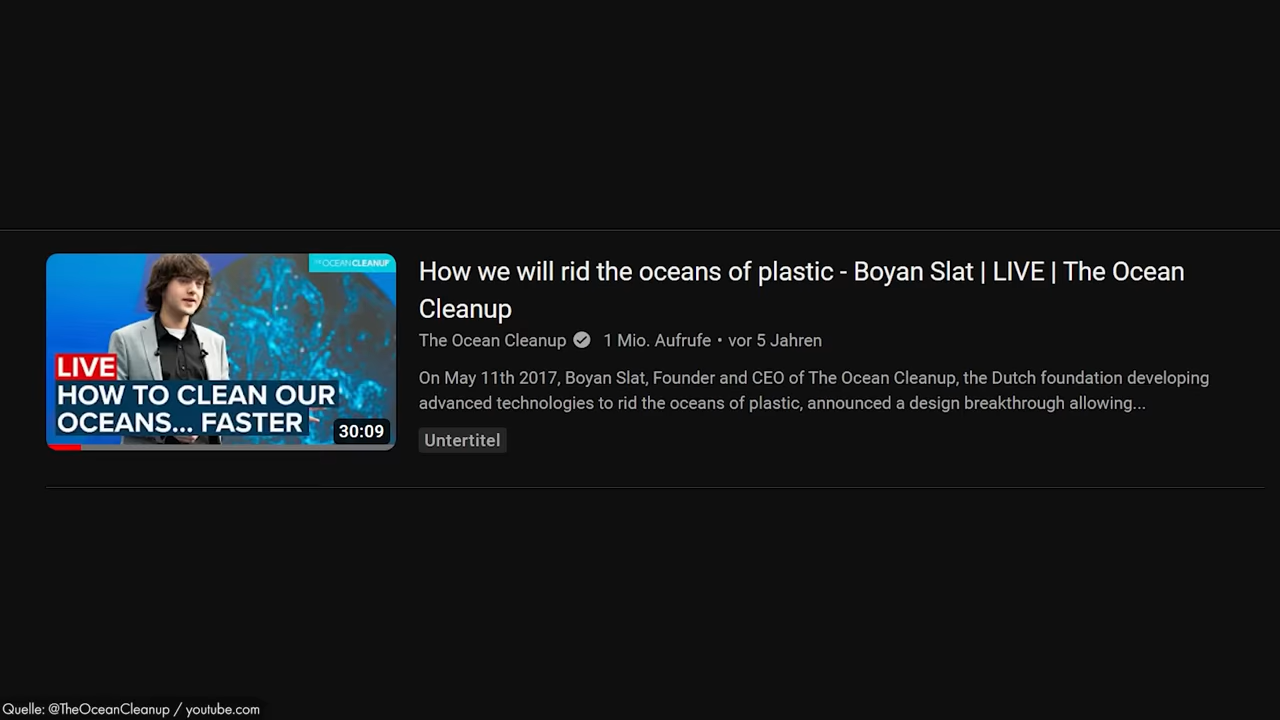 THE OCEAN CLEANUP
LIVE
HOW TO CLEAN OUR
OCEANS... FASTER
30:09
How we will rid the oceans of plastic - Boyan Slat | LIVE | The Ocean
Cleanup
The Ocean Cleanup 1 Mio. Aufrufe • vor 5 Jahren
On May 11th 2017, Boyan Slat, Founder and CEO of The Ocean Cleanup, the Dutch foundation developing
advanced technologies to rid the oceans of plastic, announced a design breakthrough allowing...
Untertitel
Quelle: @TheOceanCleanup / youtube.com